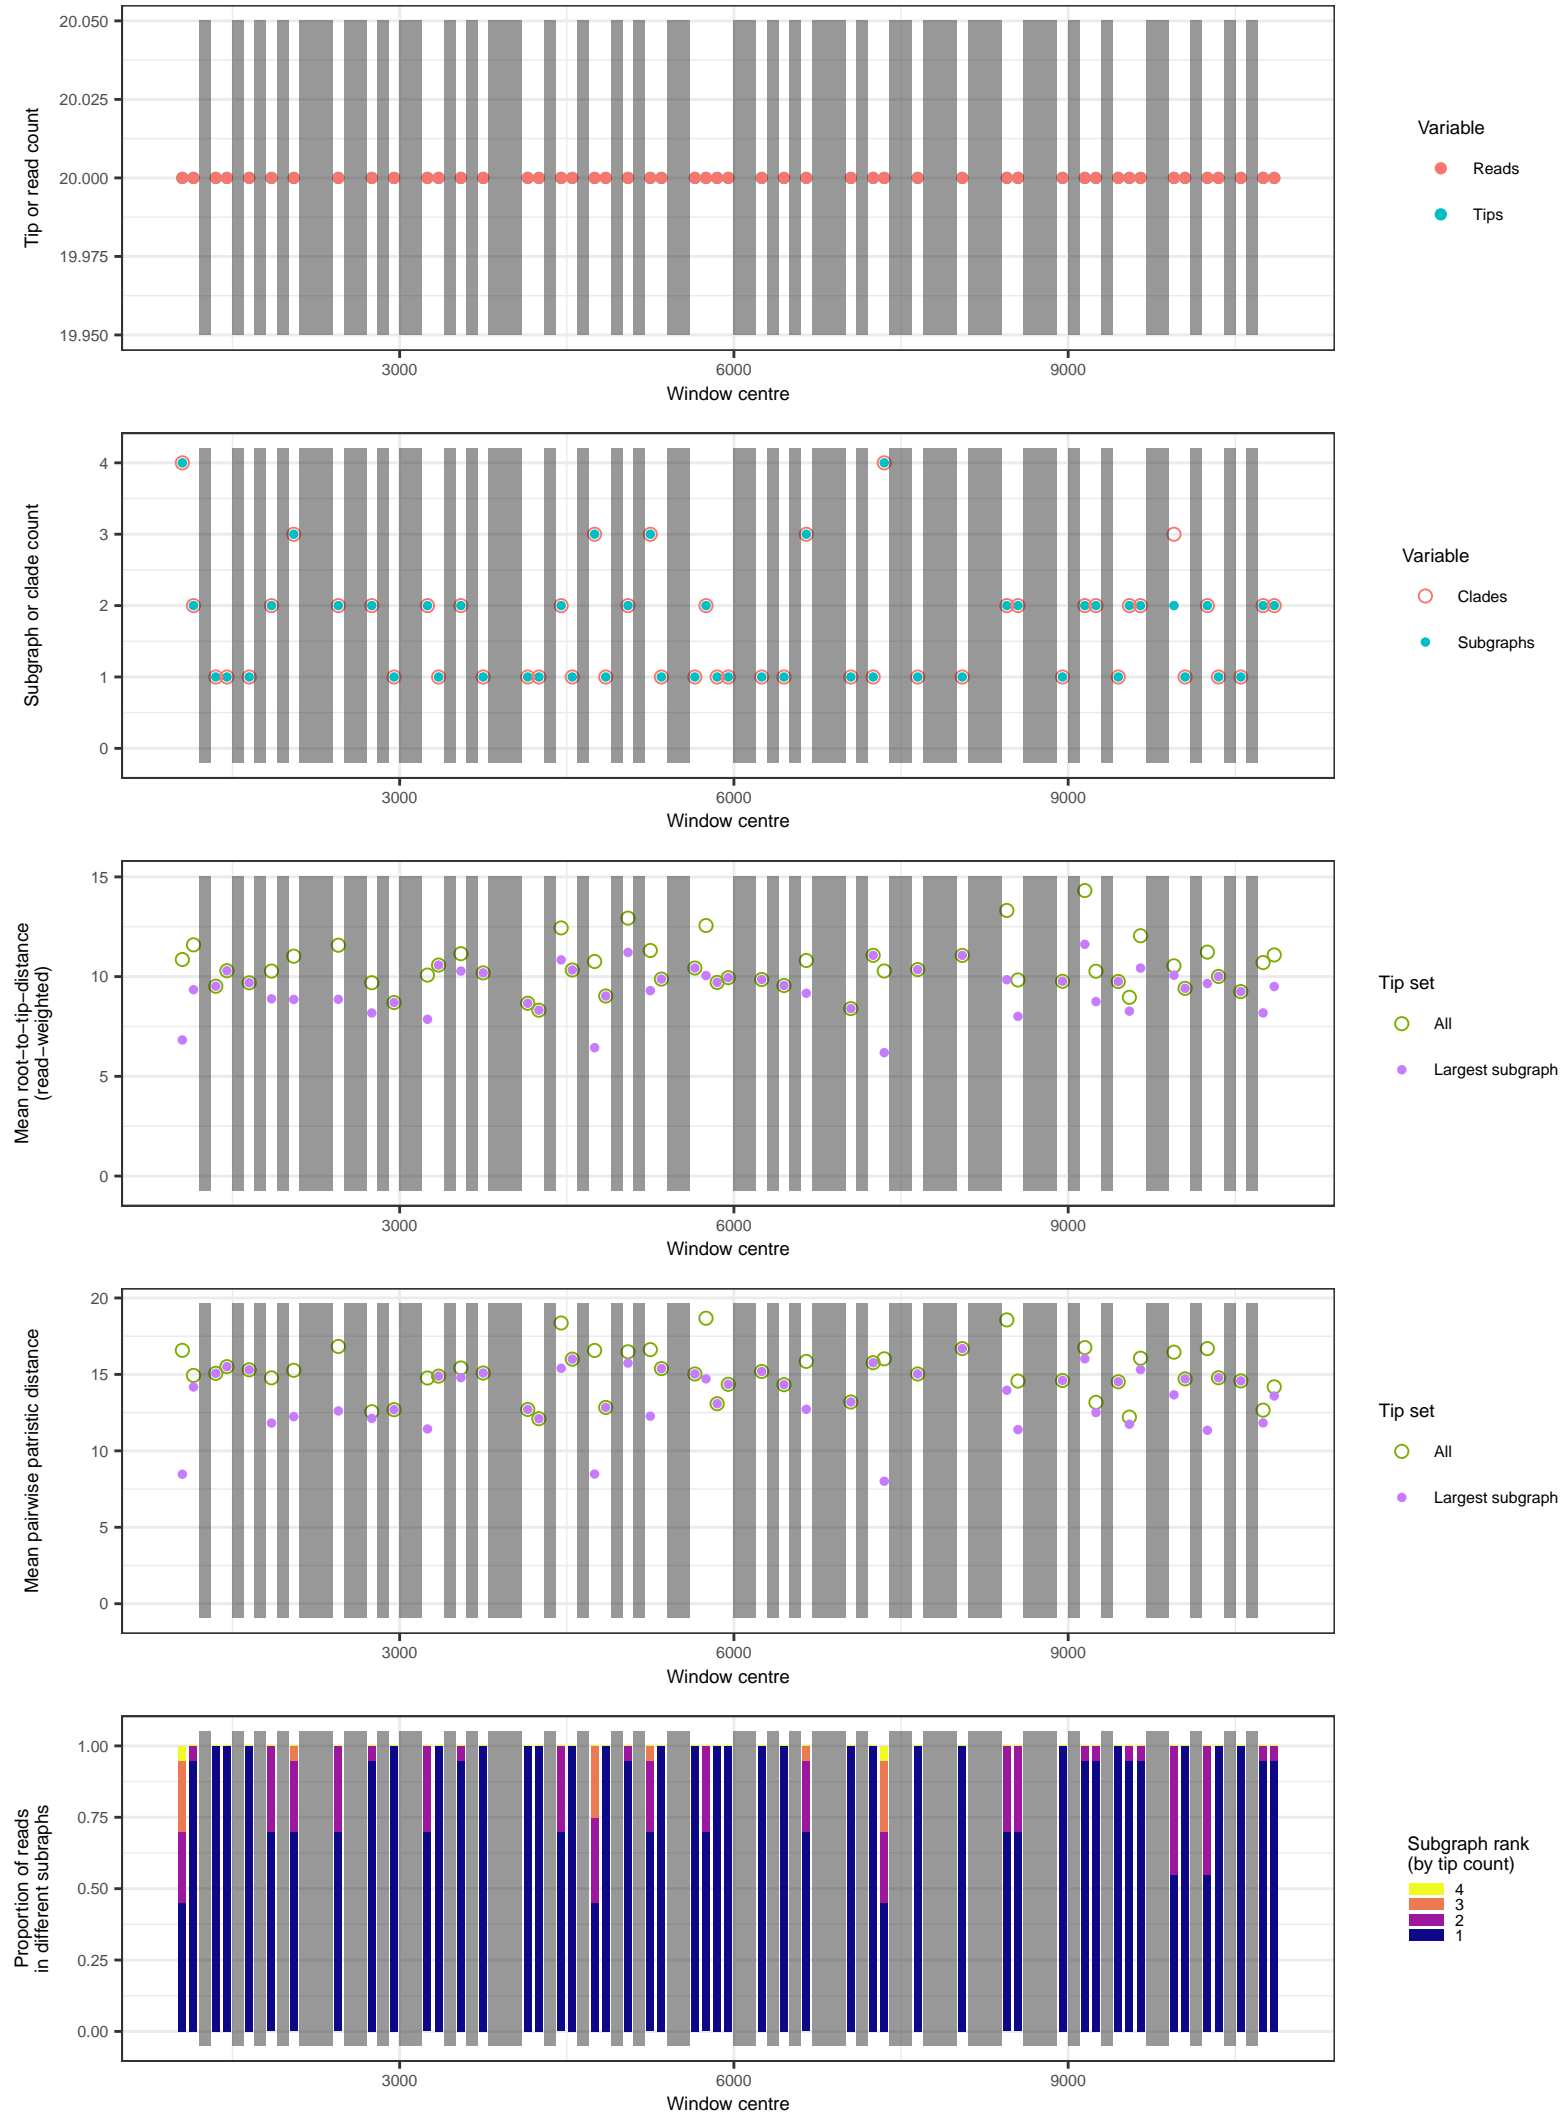 20.050
20.025
20.000
19.975
19.950
Tip or read count
3000 6000 9000
Window centre
Variable
Reads
Tips
4
3
2
1
0
Subgraph or clade count
3000 6000 9000
Window centre
Variable
Clades
Subgraphs
15
10
5
0
Mean root−to−tip−distance
(read−weighted)
3000 6000 9000
Window centre
Tip set
All
Largest subgraph
20
15
10
5
0
Mean pairwise patristic distance
3000 6000 9000
Window centre
Tip set
All
Largest subgraph
1.00
0.75
0.50
0.25
0.00
Proportion of reads
in different subraphs
3000 6000 9000
Window centre
Subgraph rank
(by tip count)
4
3
2
1